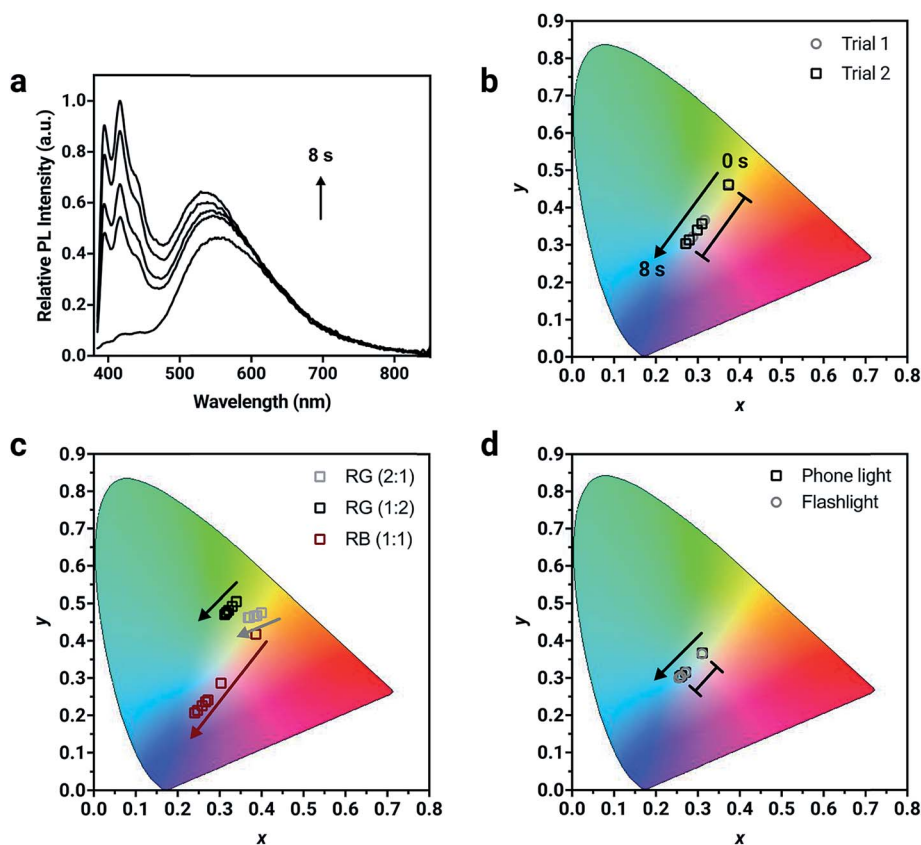 a
Relative PL Intensity (a.u.)
1.0
0.8
0.6
0.4
0.2
0.0
8 s
400 500 600 700 800
Wavelength (nm)
b
y
0.9
0.8
0.7
0.6
0.5
0.4
0.3
0.2
0.1
0.0
Trial 1
Trial 2
0 s
8 s
0.0 0.1 0.2 0.3 0.4 0.5 0.6 0.7 0.8
x
c
y
0.9
0.8
0.7
0.6
0.5
0.4
0.3
0.2
0.1
0.0
RG (2:1)
RG (1:2)
RB (1:1)
0.0 0.1 0.2 0.3 0.4 0.5 0.6 0.7 0.8
x
d
y
0.9
0.8
0.7
0.6
0.5
0.4
0.3
0.2
0.1
0.0
Phone light
Flashlight
0.0 0.1 0.2 0.3 0.4 0.5 0.6 0.7 0.8
x